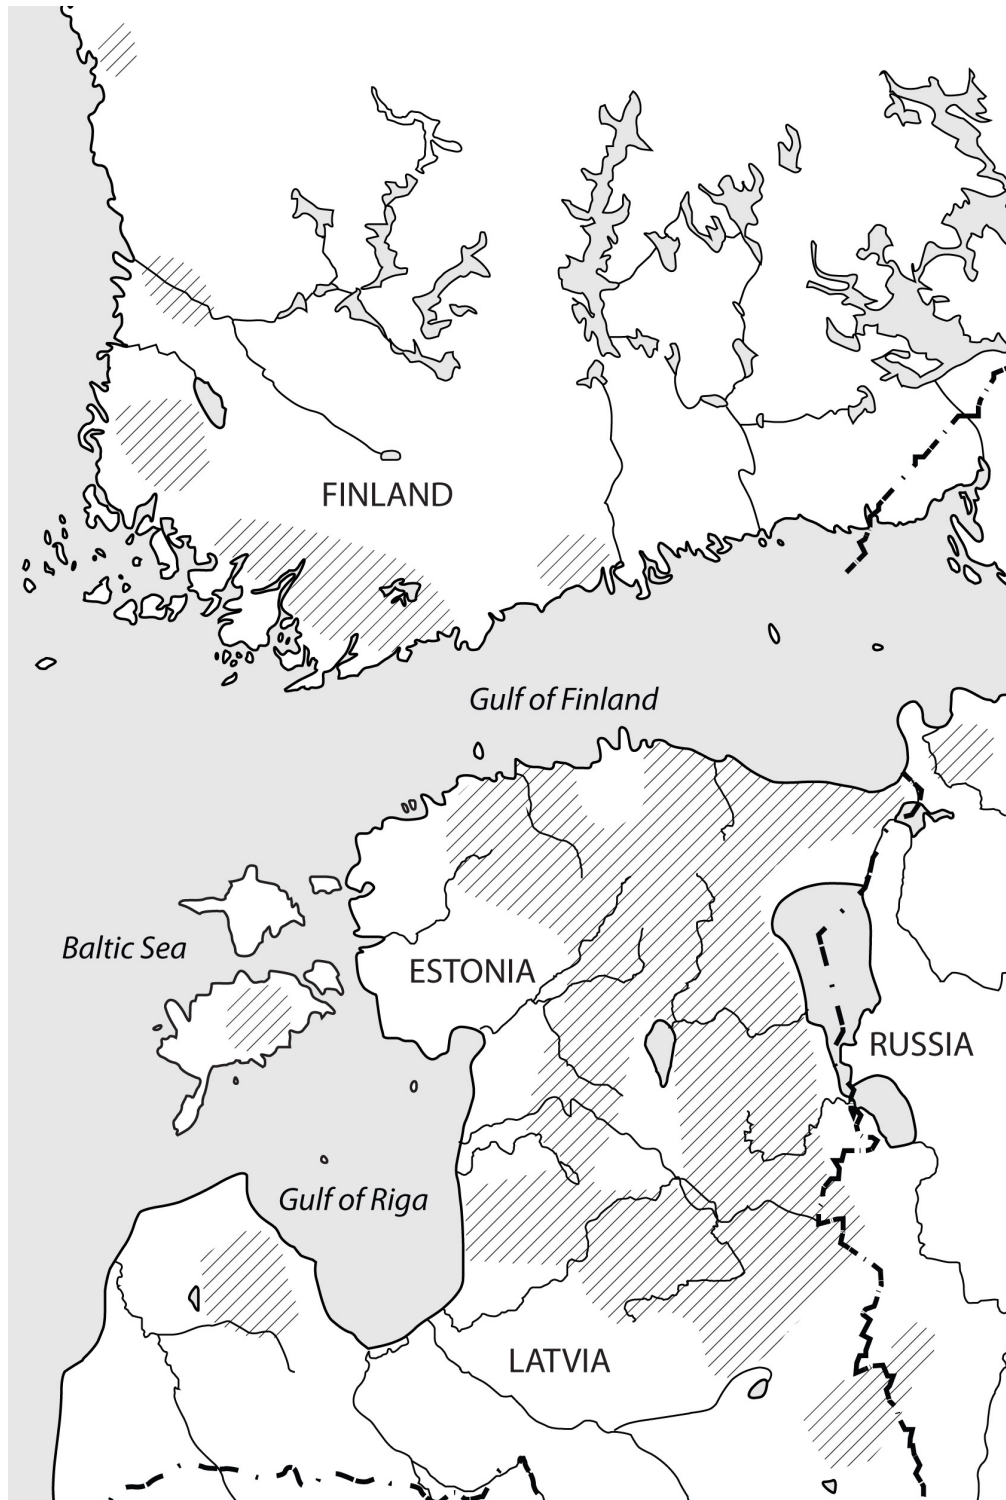 FINLAND
Gulf of Finland
Baltic Sea
ESTONIA
RUSSIA
Gulf of Riga
LATVIA